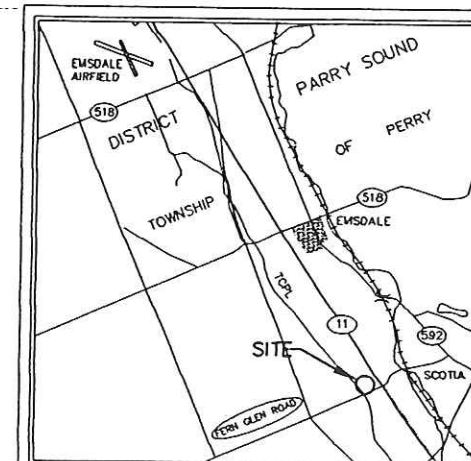 EMSDALE
AIRFIELD
PARRY SOUND
518
DISTRICT
OF PERRY
TOWNSHIP
518
EMSDALE
TCPL
11
592
SITE
SCOTIA
FERN GLEN ROAD